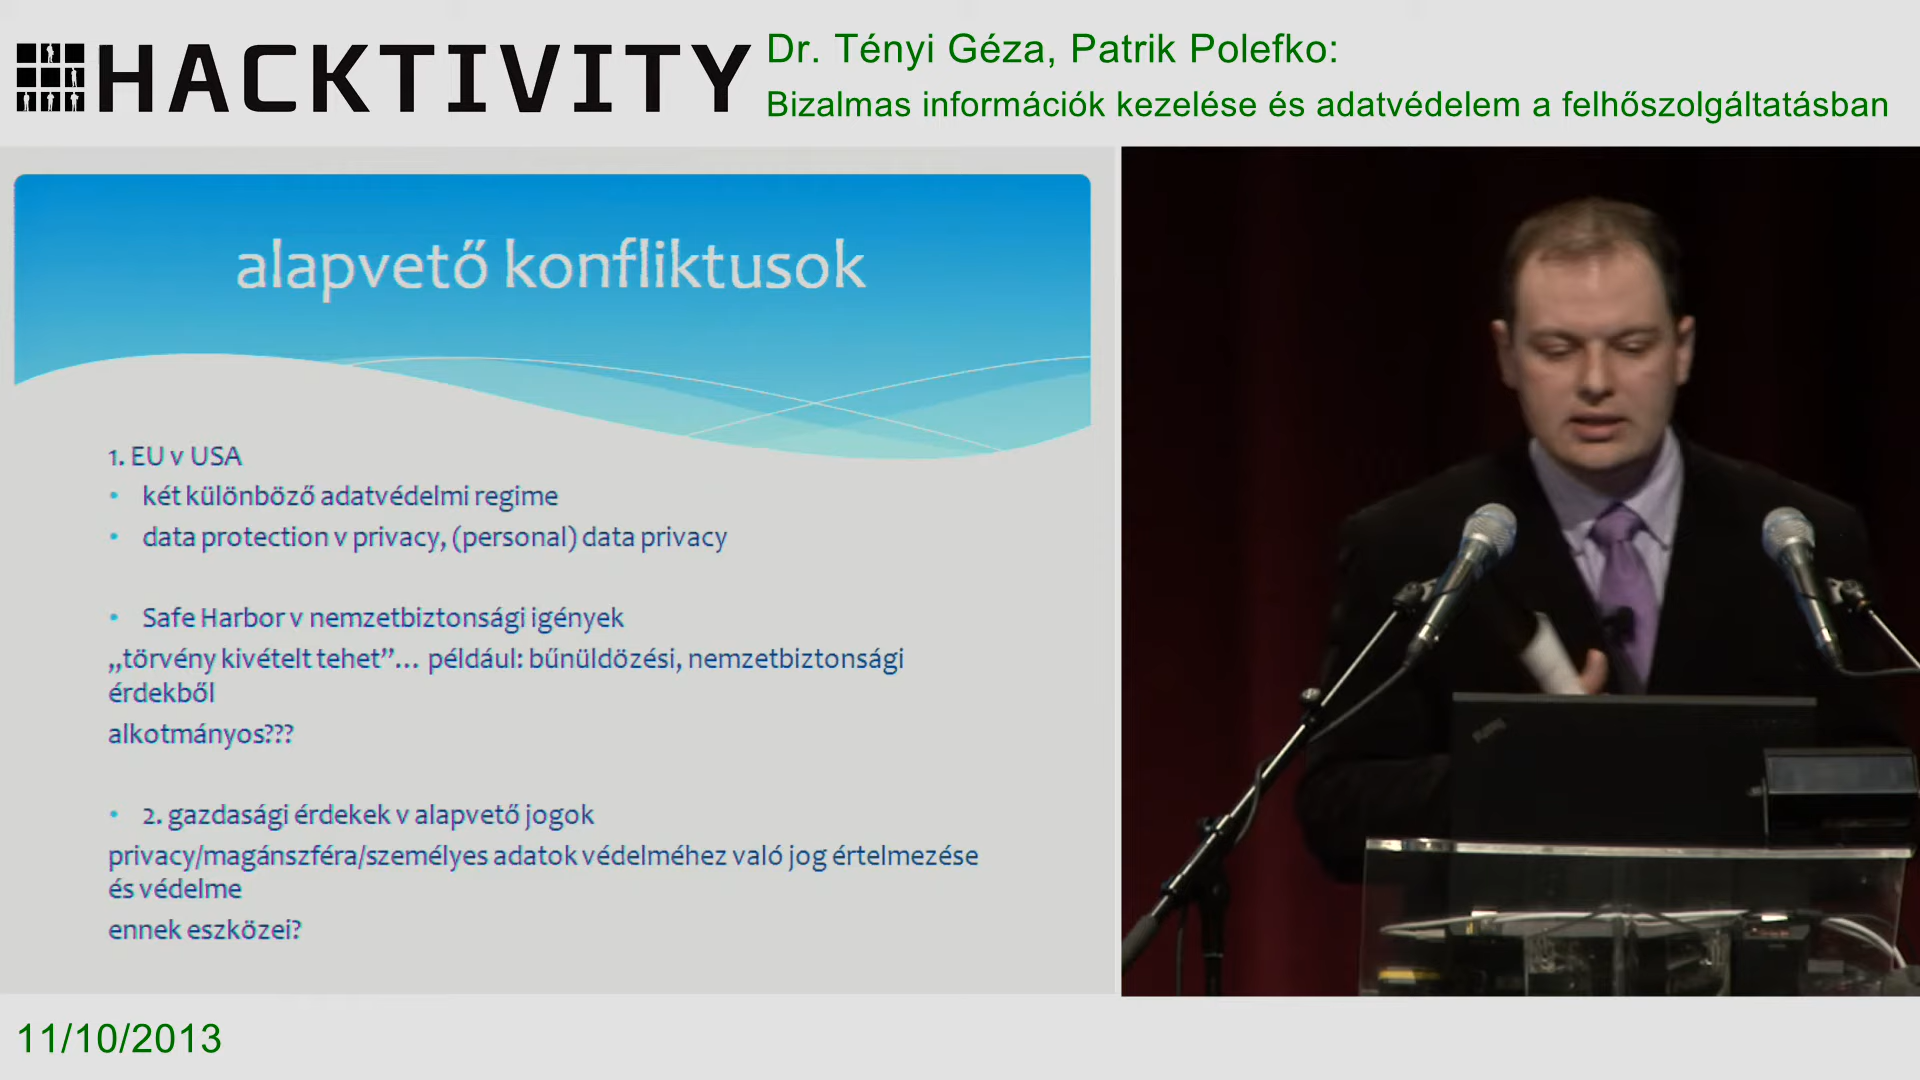 HACKTIVITY
Dr. Tényi Géza, Patrik Polefko:
Bizalmas információk kezelése és adatvédelem a felhőszolgáltatásban
alapvető konfliktusok
1. EU v USA
• két különböző adatvédelmi regime
• data protection v privacy, (personal) data privacy
• Safe Harbor v nemzetbiztonsági igények
„törvény kivételt tehet”… például: bűnüldözési, nemzetbiztonsági
érdekből
alkotmányos???
• 2. gazdasági érdekek v alapvető jogok
privacy/magánszféra/személyes adatok védelméhez való jog értelmezése
és védelme
ennek eszközei?
11/10/2013